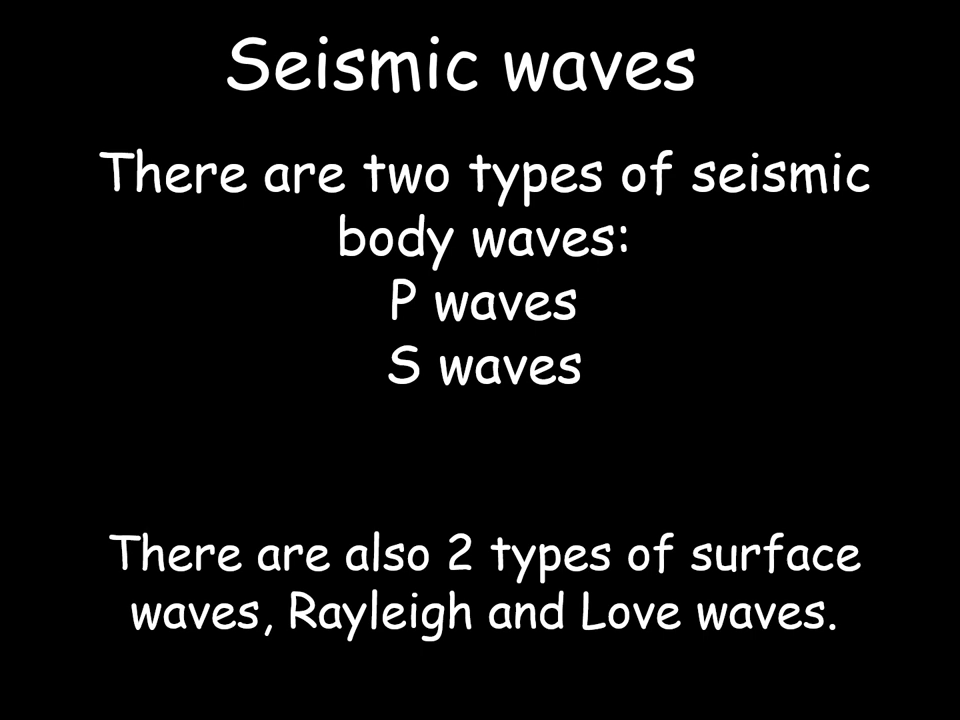 Seismic waves
There are two types of seismic
body waves:
P waves
S waves
There are also 2 types of surface
waves, Rayleigh and Love waves.